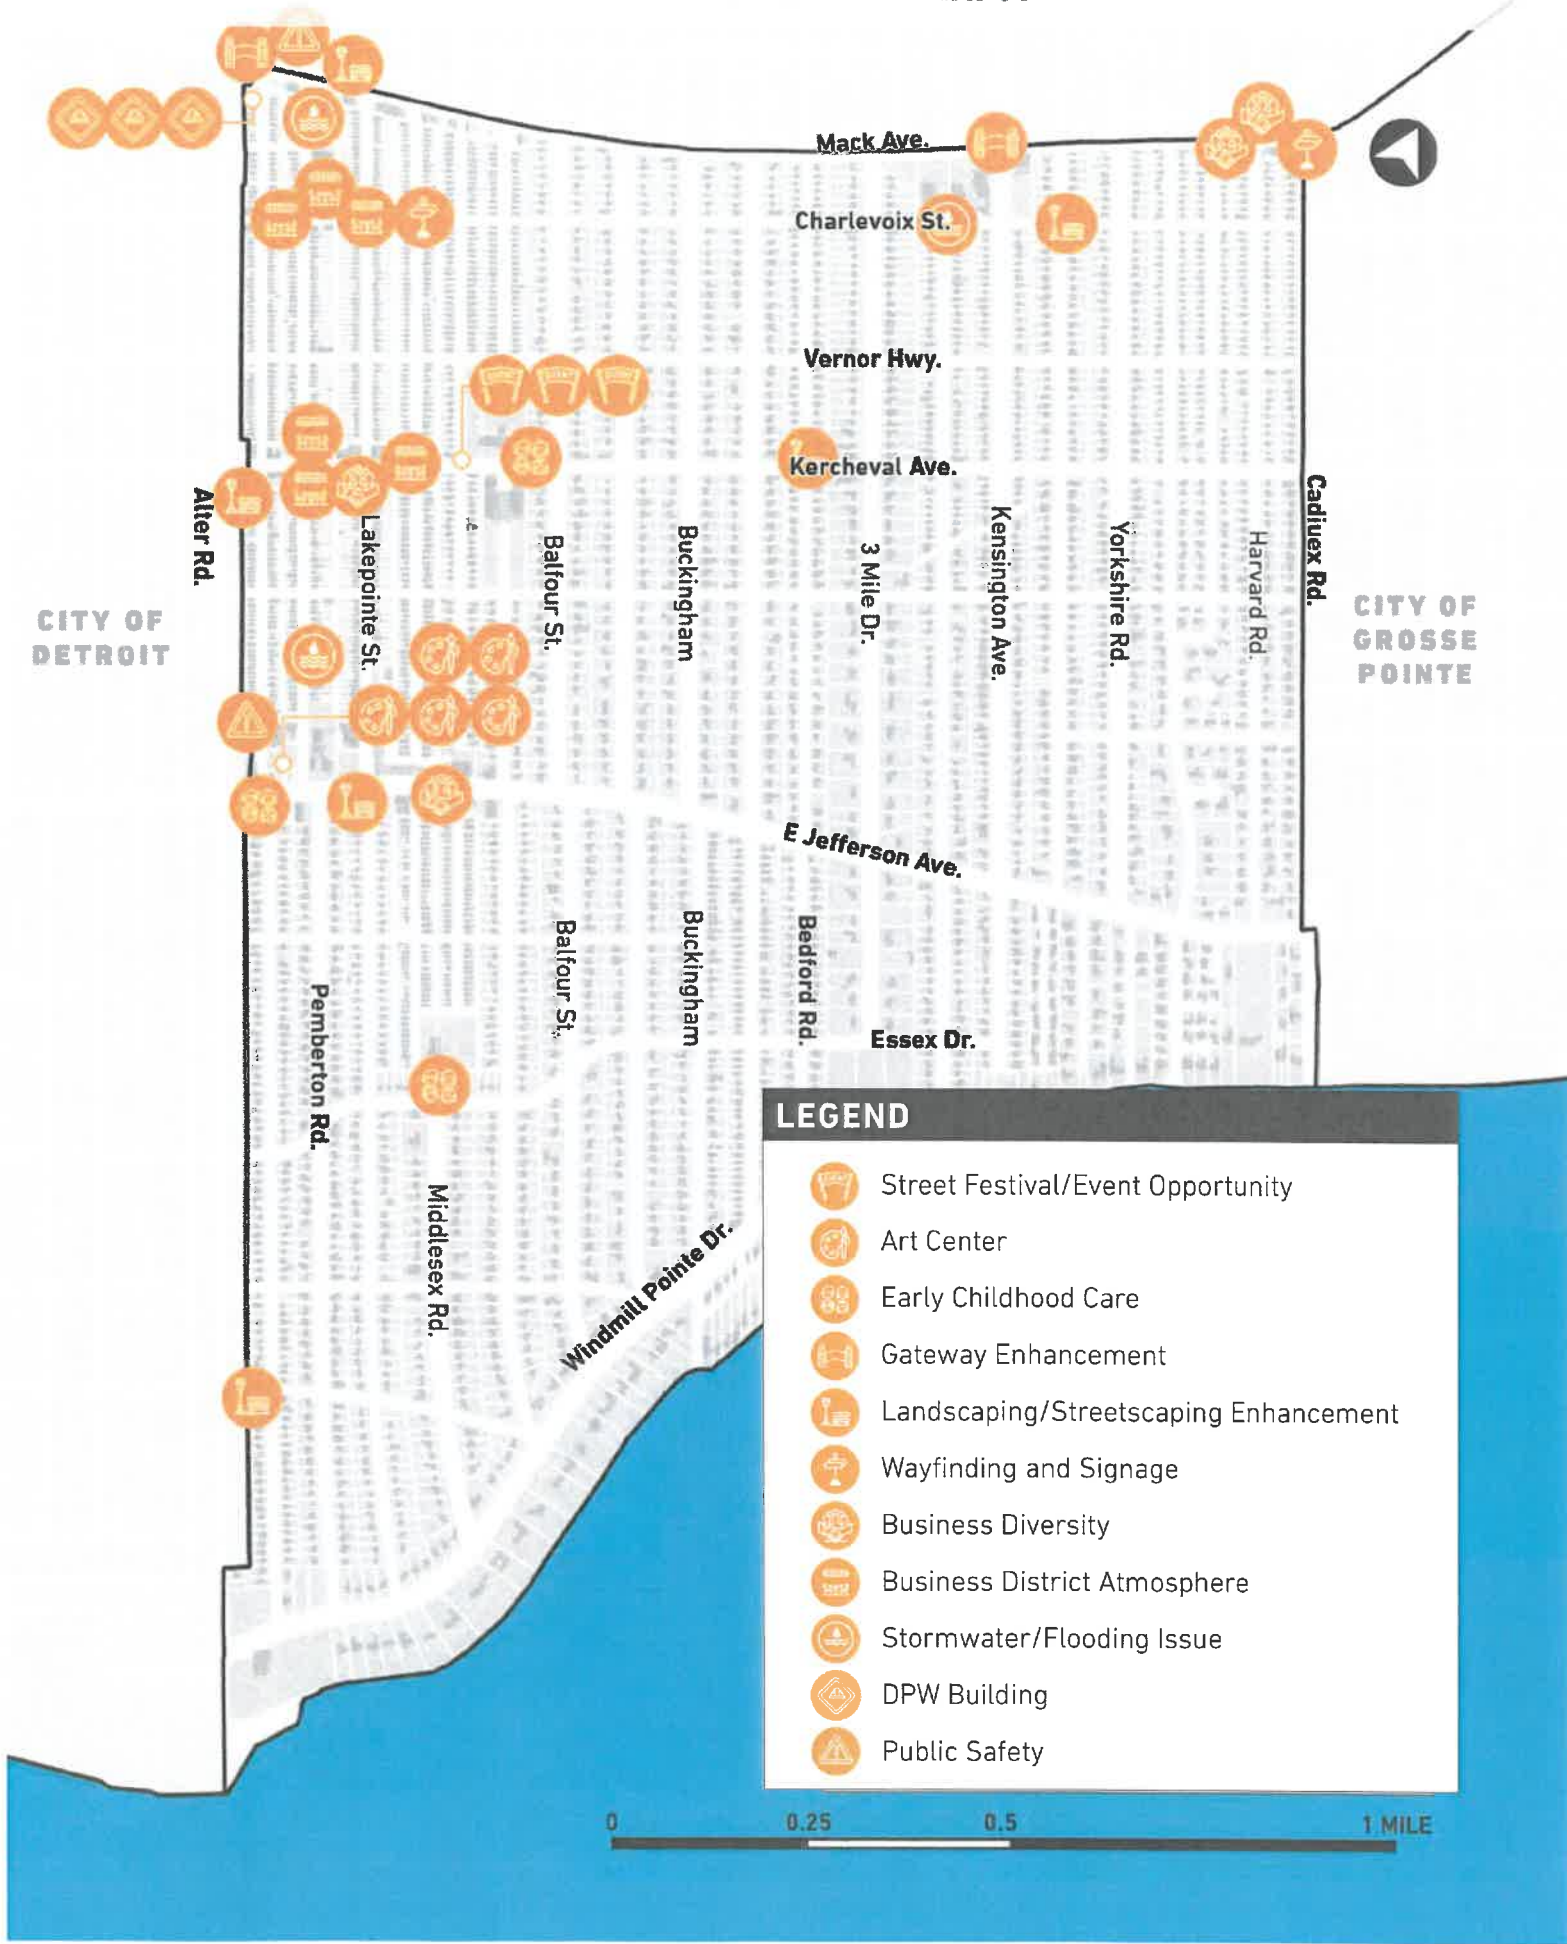 Mack Ave.
Charlevoix St.
Vernor Hwy.
Kercheval Ave.
Alter Rd.
Lakepointe St.
Balfour St.
Buckingham
3 Mile Dr.
Kensington Ave.
Yorkshire Rd.
Harvard Rd.
Cadiuex Rd.
CITY OF
DETROIT
CITY OF
GROSSE
POINTE
E Jefferson Ave.
Balfour St.
Buckingham
Bedford Rd.
Essex Dr.
Pemberton Rd.
Middlesex Rd.
Windmill Pointe Dr.
LEGEND
Street Festival/Event Opportunity
Art Center
Early Childhood Care
Gateway Enhancement
Landscaping/Streetscaping Enhancement
Wayfinding and Signage
Business Diversity
Business District Atmosphere
Stormwater/Flooding Issue
DPW Building
Public Safety
0 0.25 0.5 1 MILE